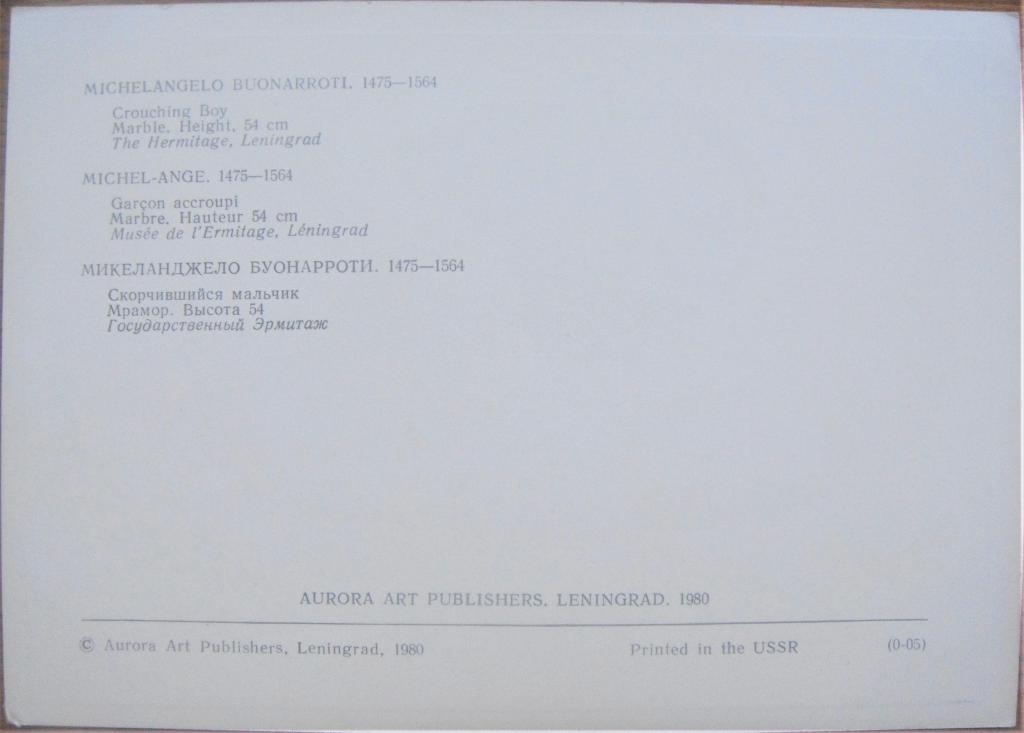 MICHELANGELO BUONARROTI. 1475—1564
Crouching Boy
Marble. Height, 54 cm
The Hermitage, Leningrad
MICHEL-ANGE. 1475—1564
Garçon accroupi
Marbre. Hauteur 54 cm
Musée de l'Ermitage, Léningrad
МИКЕЛАНДЖЕЛО БУОНАРРОТИ. 1475—1564
Скорчившийся мальчик
Мрамор. Высота 54
Государственный Эрмитаж
AURORA ART PUBLISHERS. LENINGRAD. 1980
© Aurora Art Publishers, Leningrad, 1980 Printed in the USSR (0-05)